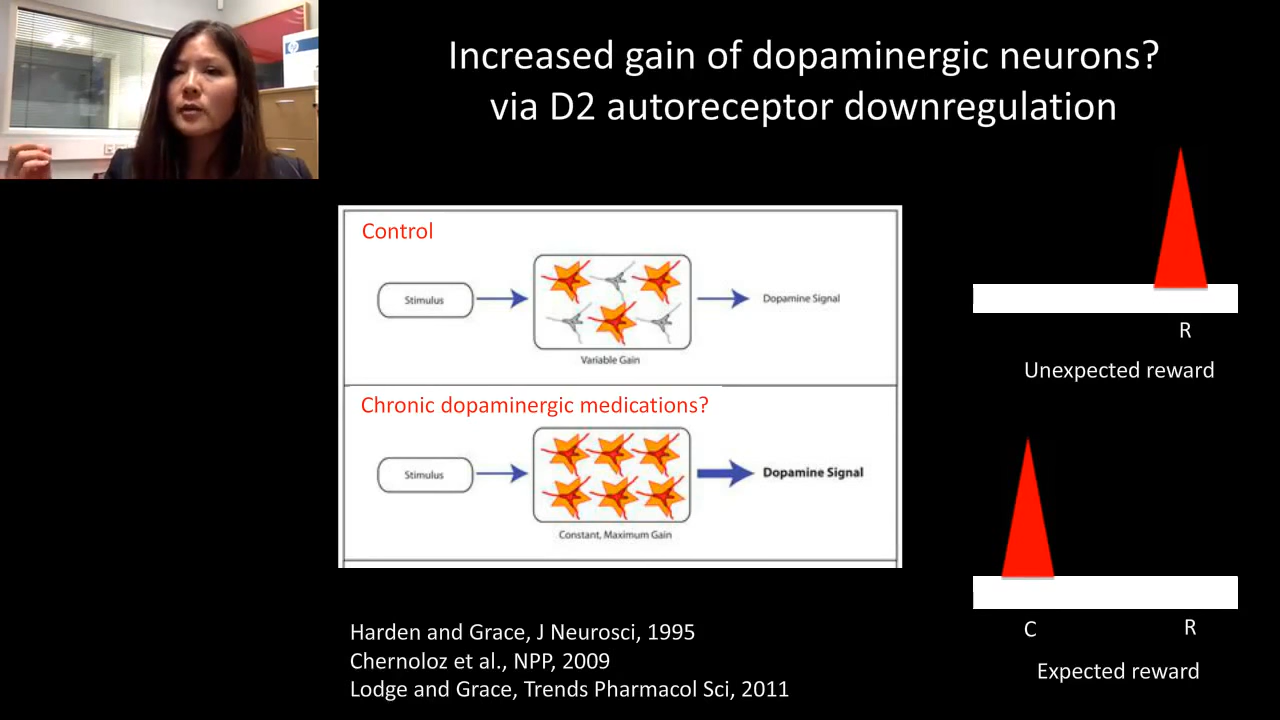 Increased gain of dopaminergic neurons?
via D2 autoreceptor downregulation
Control
Stimulus
Dopamine Signal
Variable Gain
Chronic dopaminergic medications?
Stimulus
Dopamine Signal
Constant, Maximum Gain
R
Unexpected reward
C R
Expected reward
Harden and Grace, J Neurosci, 1995
Chernoloz et al., NPP, 2009
Lodge and Grace, Trends Pharmacol Sci, 2011